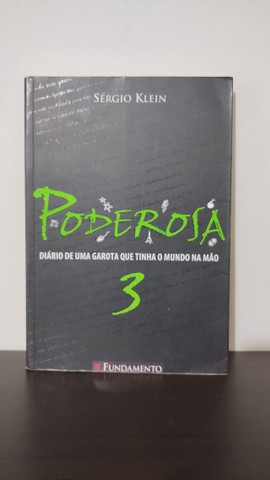 SÉRGIO KLEIN
PODEROSA
DIÁRIO DE UMA GAROTA QUE TINHA O MUNDO NA MÃO
3
FUNDAMENTO